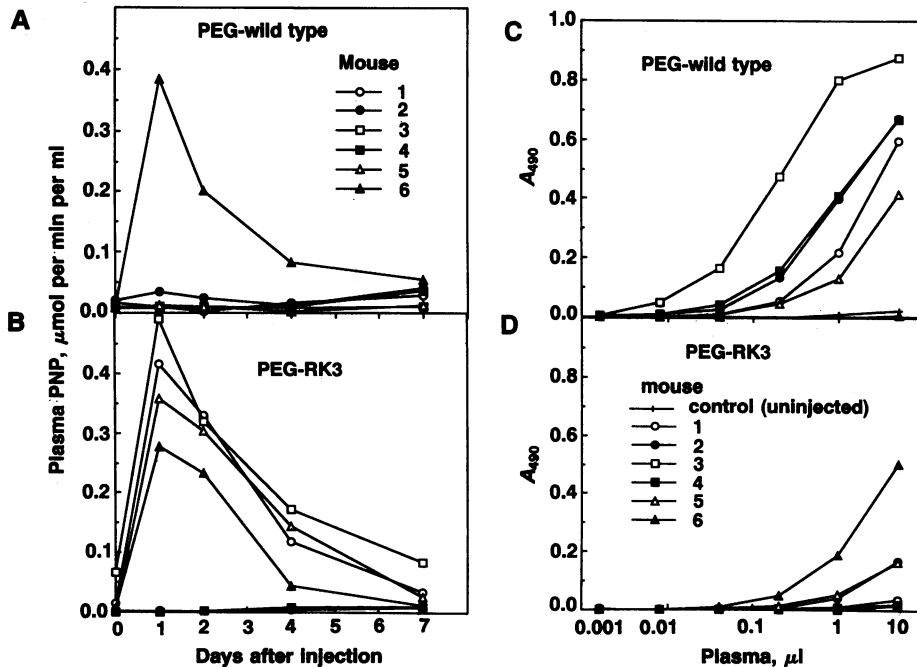 A
PEG-wild type
Mouse
1
2
3
4
5
6
0.4
0.3
0.2
0.1
0.0
B
PEG-RK3
0.4
0.3
0.2
0.1
0.0
0
1
2
3
4
5
6
7
Days after injection
Plasma PNP, μmol per min per ml
C
PEG-wild type
1.0
0.8
0.6
0.4
0.2
0.0
A490
D
PEG-RK3
mouse
control (uninjected)
1
2
3
4
5
6
0.8
0.6
0.4
0.2
0.0
A490
0.001
0.01
0.1
1
10
Plasma, μl